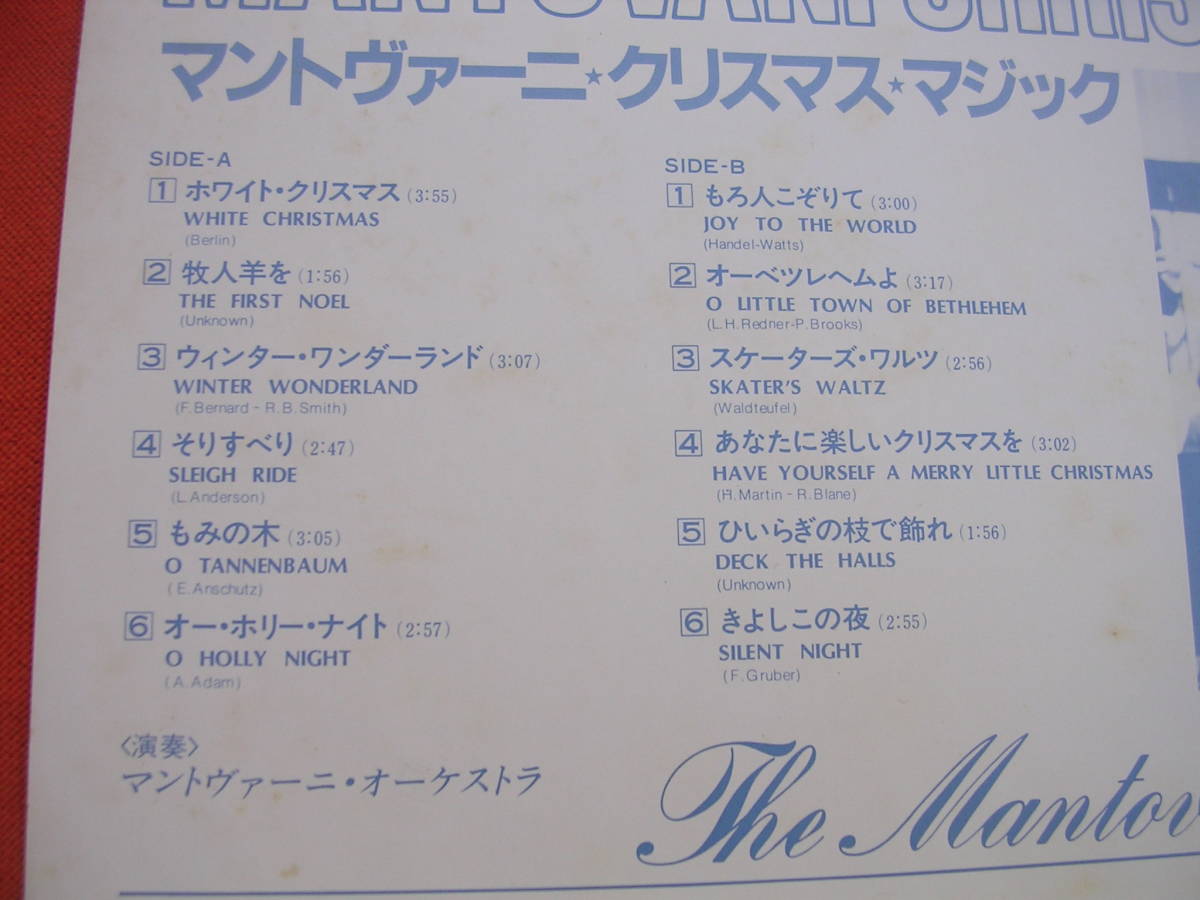 MANTOVANI CHRIS
マントヴァーニ★クリスマス★マジック
SIDE-A
1 ホワイト・クリスマス (3:55)
WHITE CHRISTMAS
(Berlin)
2 牧人羊を (1:56)
THE FIRST NOEL
(Unknown)
3 ウィンター・ワンダーランド (3:07)
WINTER WONDERLAND
(F.Bernard - R.B.Smith)
4 そりすべり (2:47)
SLEIGH RIDE
(L.Anderson)
5 もみの木 (3:05)
O TANNENBAUM
(E.Anschutz)
6 オー・ホリー・ナイト (2:57)
O HOLLY NIGHT
(A.Adam)
SIDE-B
1 もろ人こぞりて (3:00)
JOY TO THE WORLD
(Handel-Watts)
2 オーベツレヘムよ (3:17)
O LITTLE TOWN OF BETHLEHEM
(L.H.Redner-P.Brooks)
3 スケーターズ・ワルツ (2:56)
SKATER'S WALTZ
(Waldteufel)
4 あなたに楽しいクリスマスを (3:02)
HAVE YOURSELF A MERRY LITTLE CHRISTMAS
(H.Martin - R.Blane)
5 ひいらぎの枝で飾れ (1:56)
DECK THE HALLS
(Unknown)
6 きよしこの夜 (2:55)
SILENT NIGHT
(F.Gruber)
〈演奏〉
マントヴァーニ・オーケストラ
The Mantov